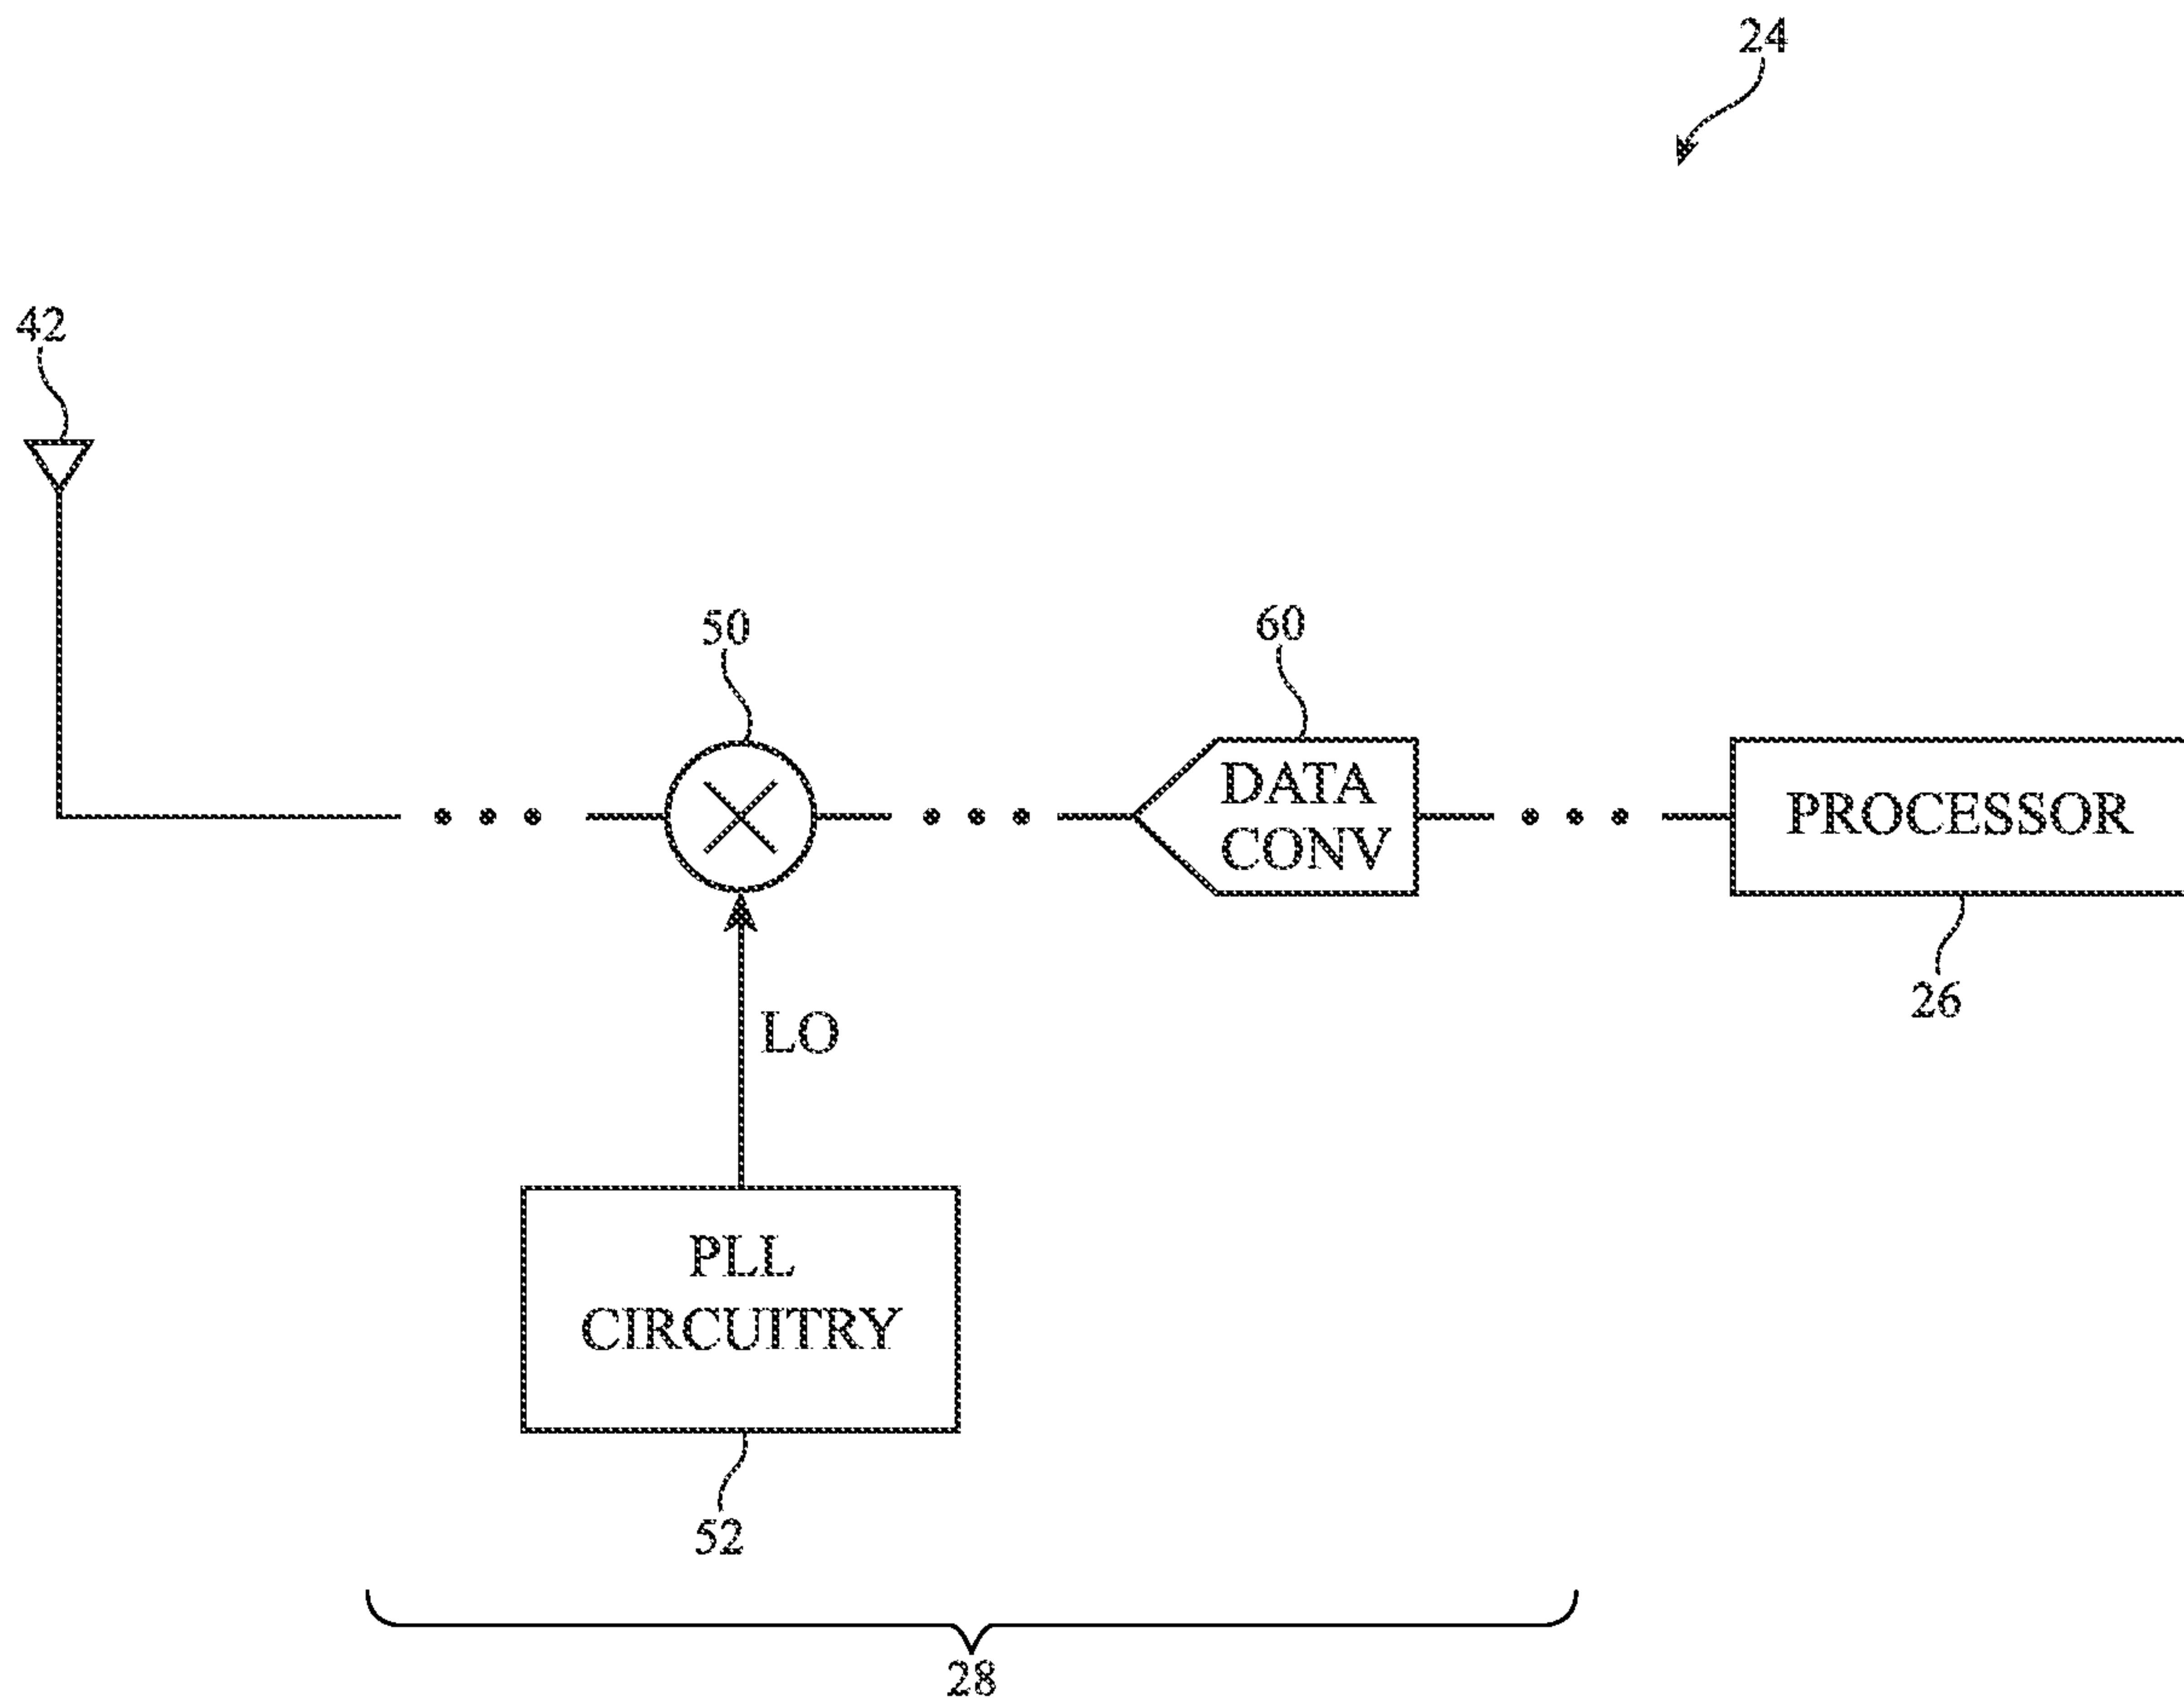 24
42
50
60
DATA
CONV
PROCESSOR
26
LO
PLL
CIRCUITRY
52
28